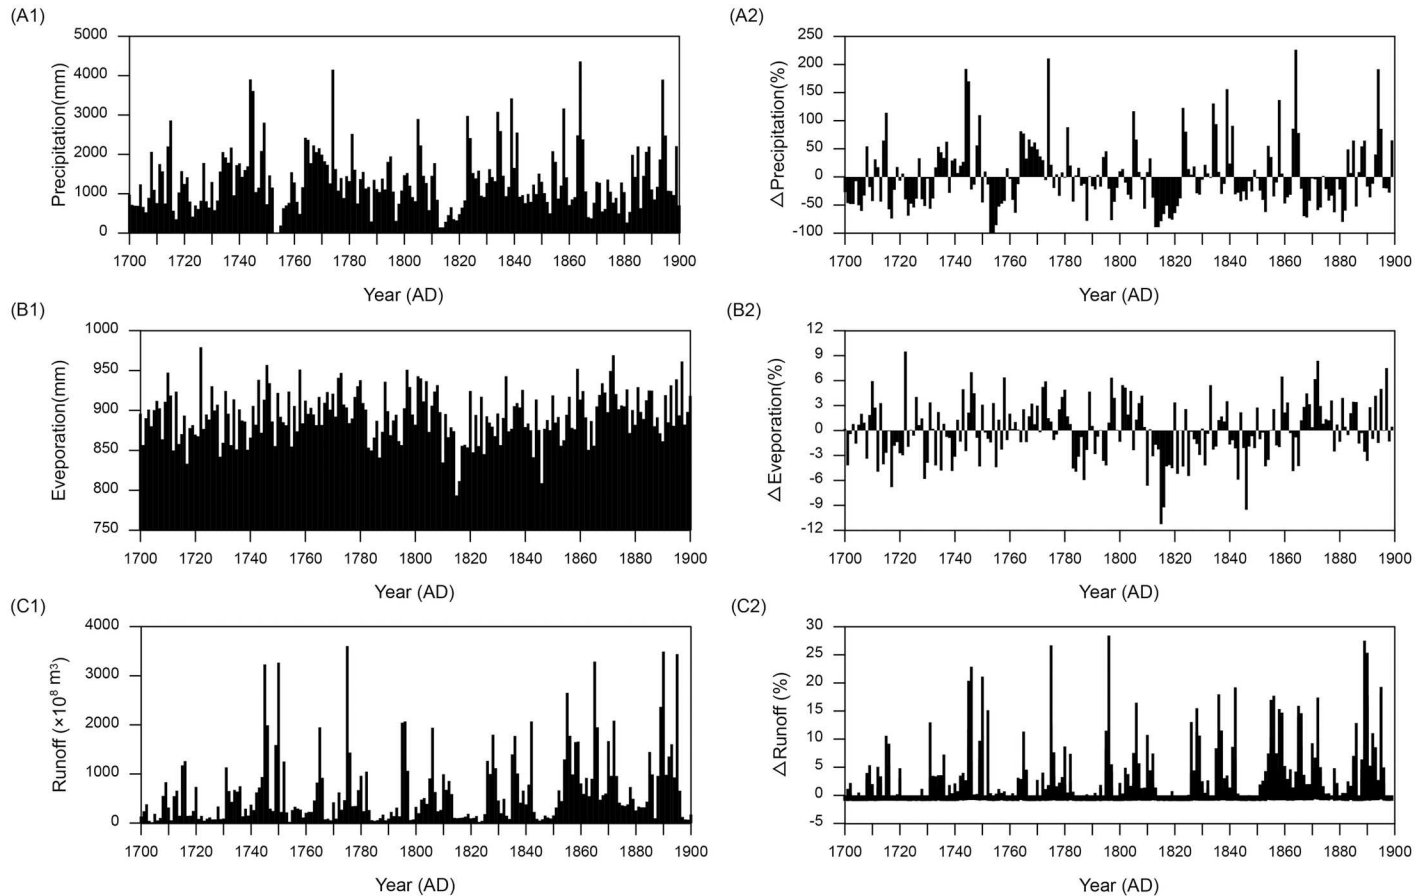 (A1)
Precipitation(mm)
5000
4000
3000
2000
1000
0
1700 1720 1740 1760 1780 1800 1820 1840 1860 1880 1900
Year (AD)
(A2)
△Precipitation(%)
250
200
150
100
50
0
-50
-100
1700 1720 1740 1760 1780 1800 1820 1840 1860 1880 1900
Year (AD)
(B1)
Eveporation(mm)
1000
950
900
850
800
750
1700 1720 1740 1760 1780 1800 1820 1840 1860 1880 1900
Year (AD)
(B2)
△Eveporation(%)
12
9
6
3
0
-3
-6
-9
-12
1700 1720 1740 1760 1780 1800 1820 1840 1860 1880 1900
Year (AD)
(C1)
Runoff (×10⁸ m³)
4000
3000
2000
1000
0
1700 1720 1740 1760 1780 1800 1820 1840 1860 1880 1900
Year (AD)
(C2)
△Runoff (%)
30
25
20
15
10
5
0
-5
1700 1720 1740 1760 1780 1800 1820 1840 1860 1880 1900
Year (AD)